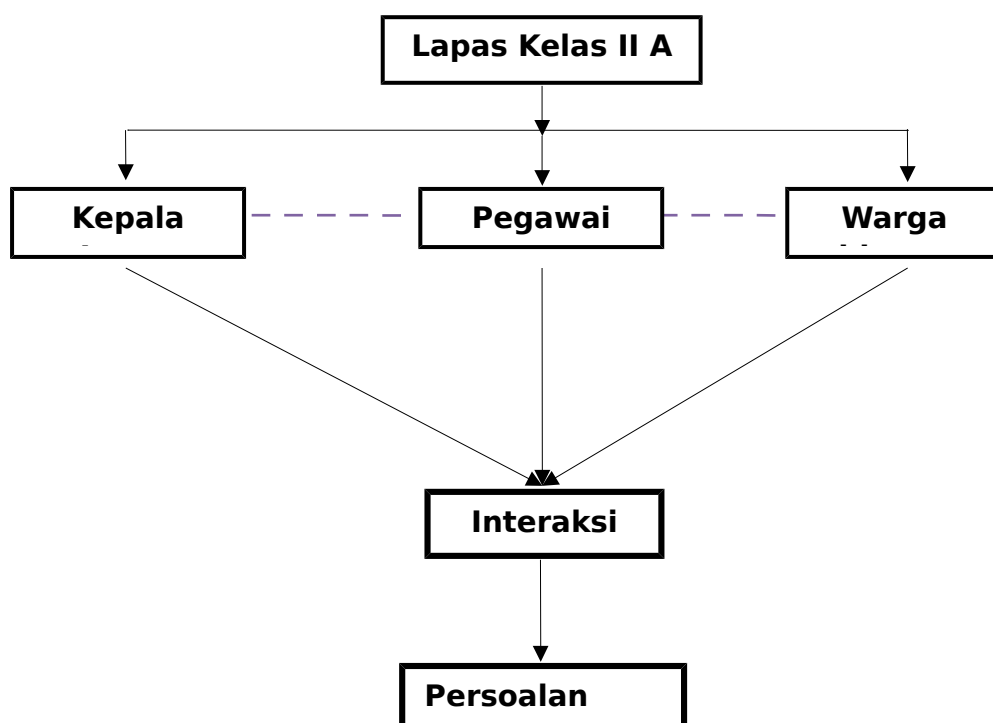 Lapas Kelas II A
Kepala
Pegawai
Warga
Interaksi
Persoalan